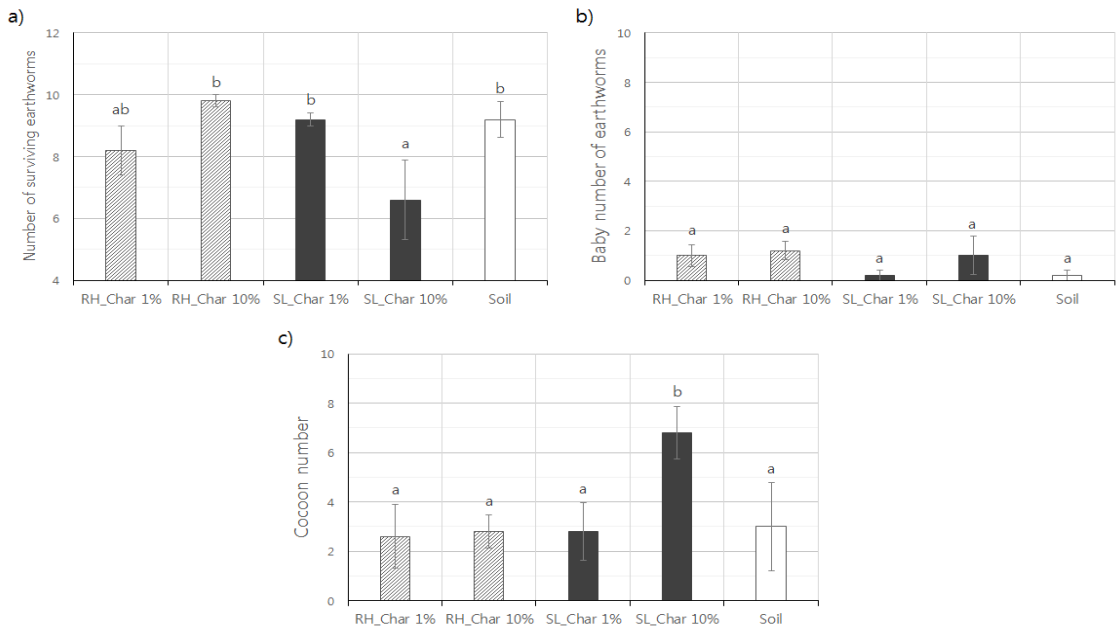 a)
Number of surviving earthworms
12
10
8
6
4
ab
b
b
a
b
RH_Char 1% RH_Char 10% SL_Char 1% SL_Char 10% Soil
b)
Baby number of earthworms
10
8
6
4
2
0
a
a
a
a
a
RH_Char 1% RH_Char 10% SL_Char 1% SL_Char 10% Soil
c)
Cocoon number
10
8
6
4
2
0
a
a
a
b
a
RH_Char 1% RH_Char 10% SL_Char 1% SL_Char 10% Soil